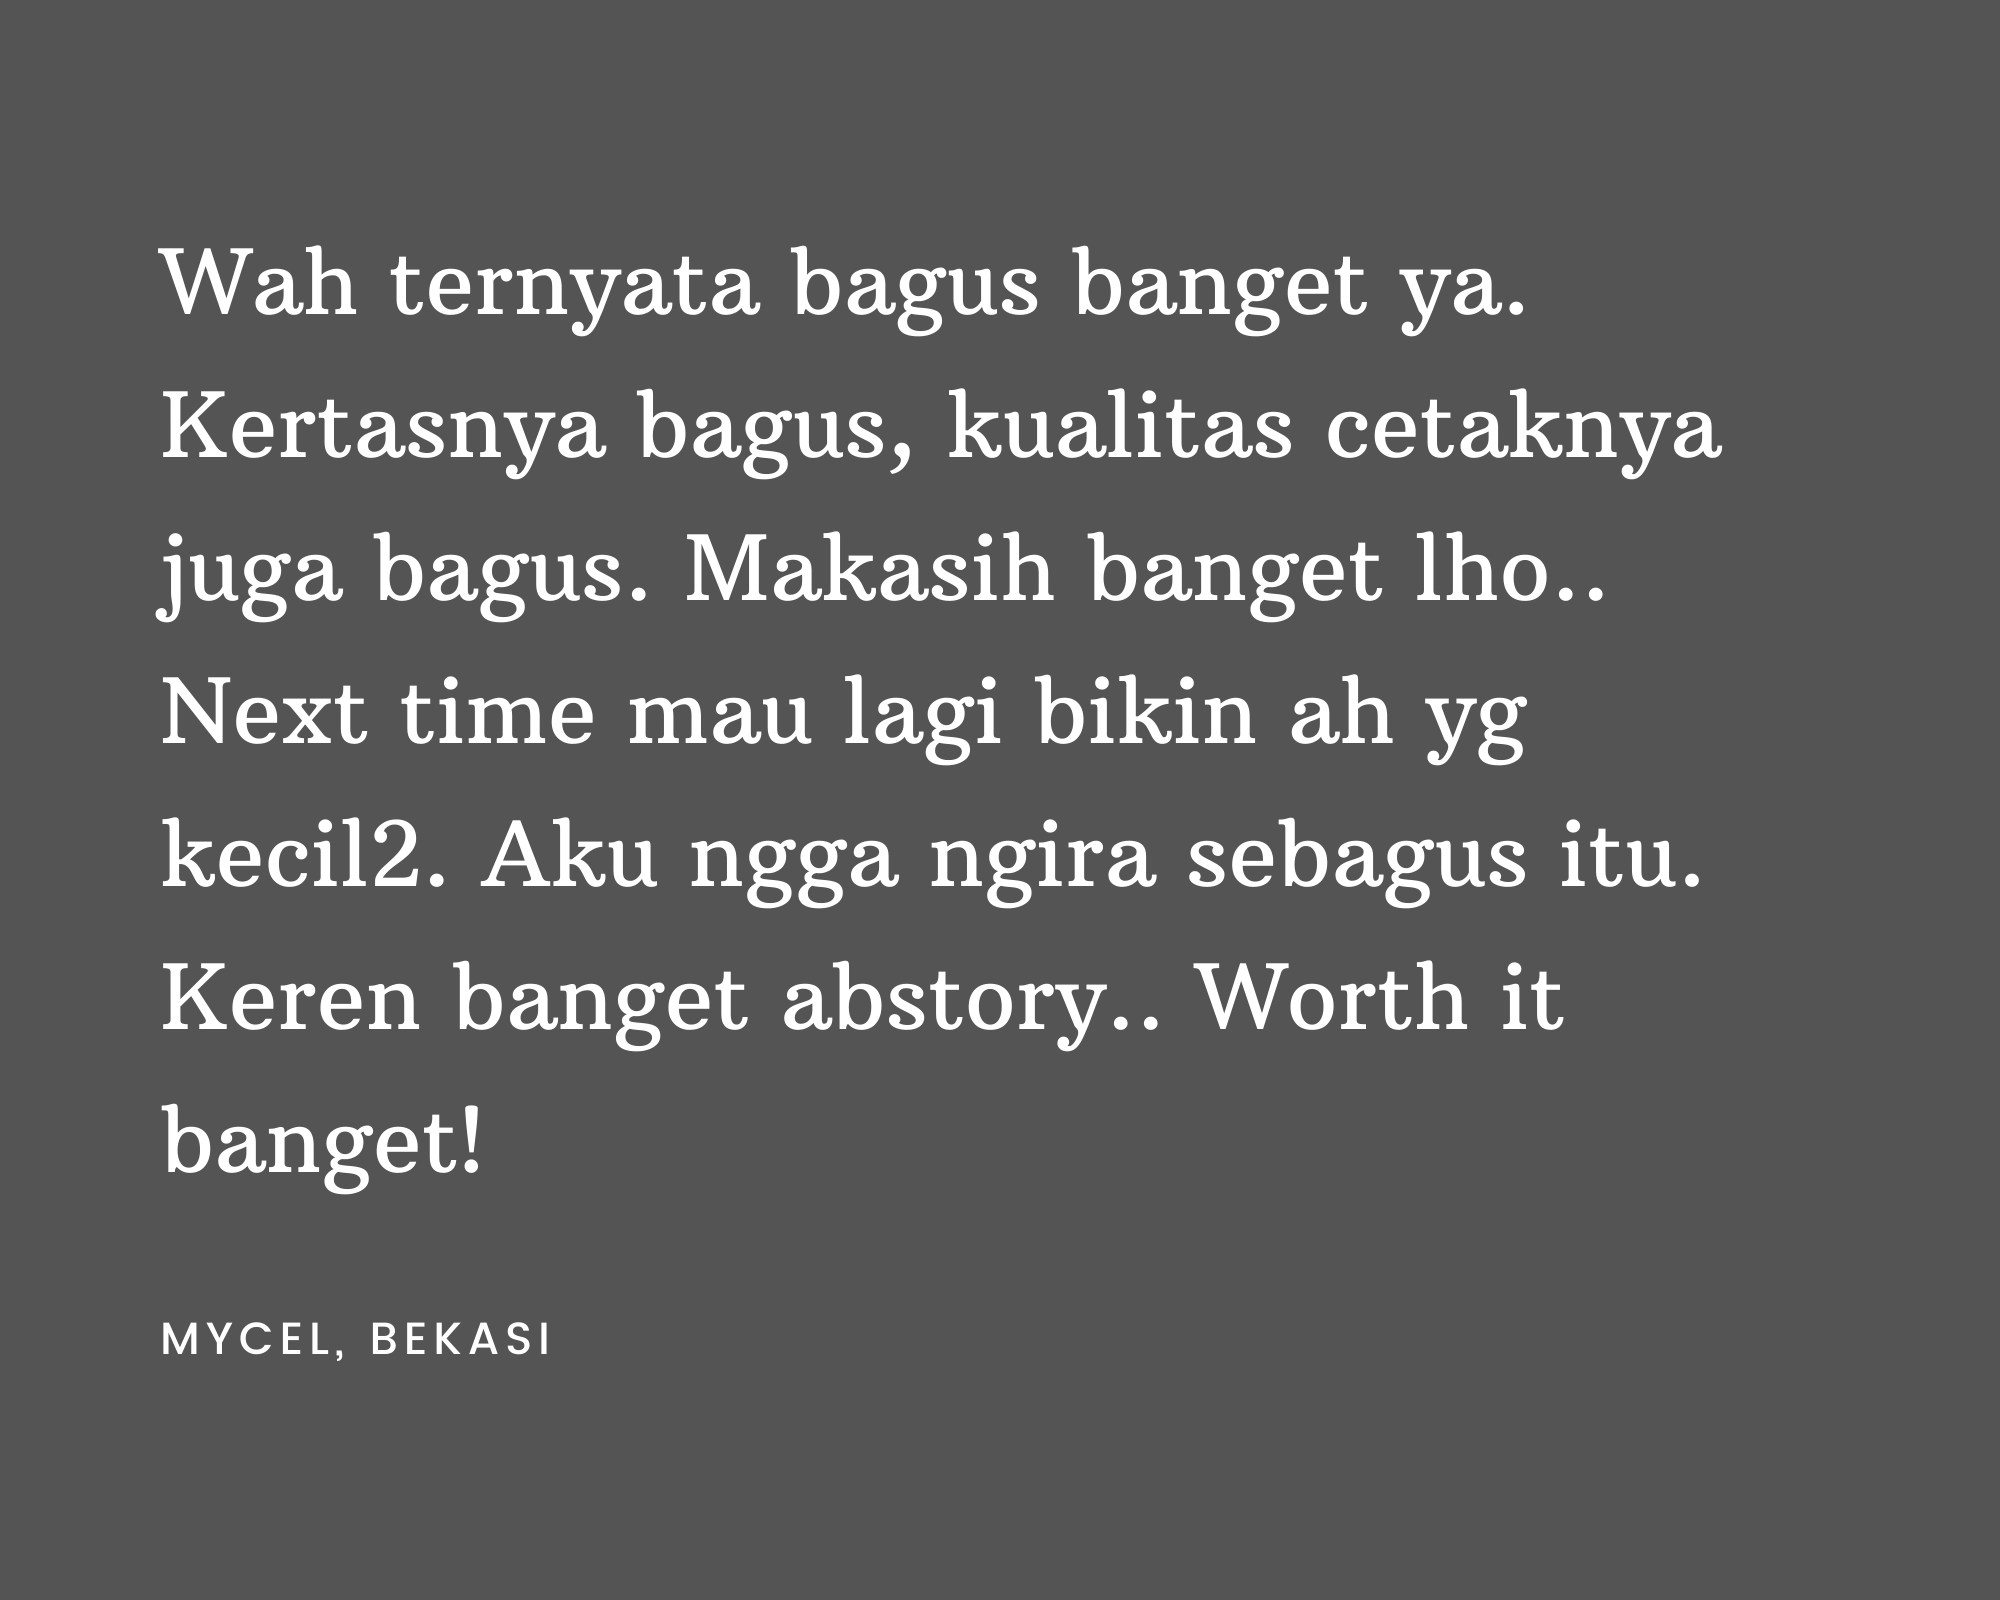 Wah ternyata bagus banget ya.
Kertasnya bagus, kualitas cetaknya
juga bagus. Makasih banget lho..
Next time mau lagi bikin ah yg
kecil2. Aku ngga ngira sebagus itu.
Keren banget abstory.. Worth it
banget!
MYCEL, BEKASI